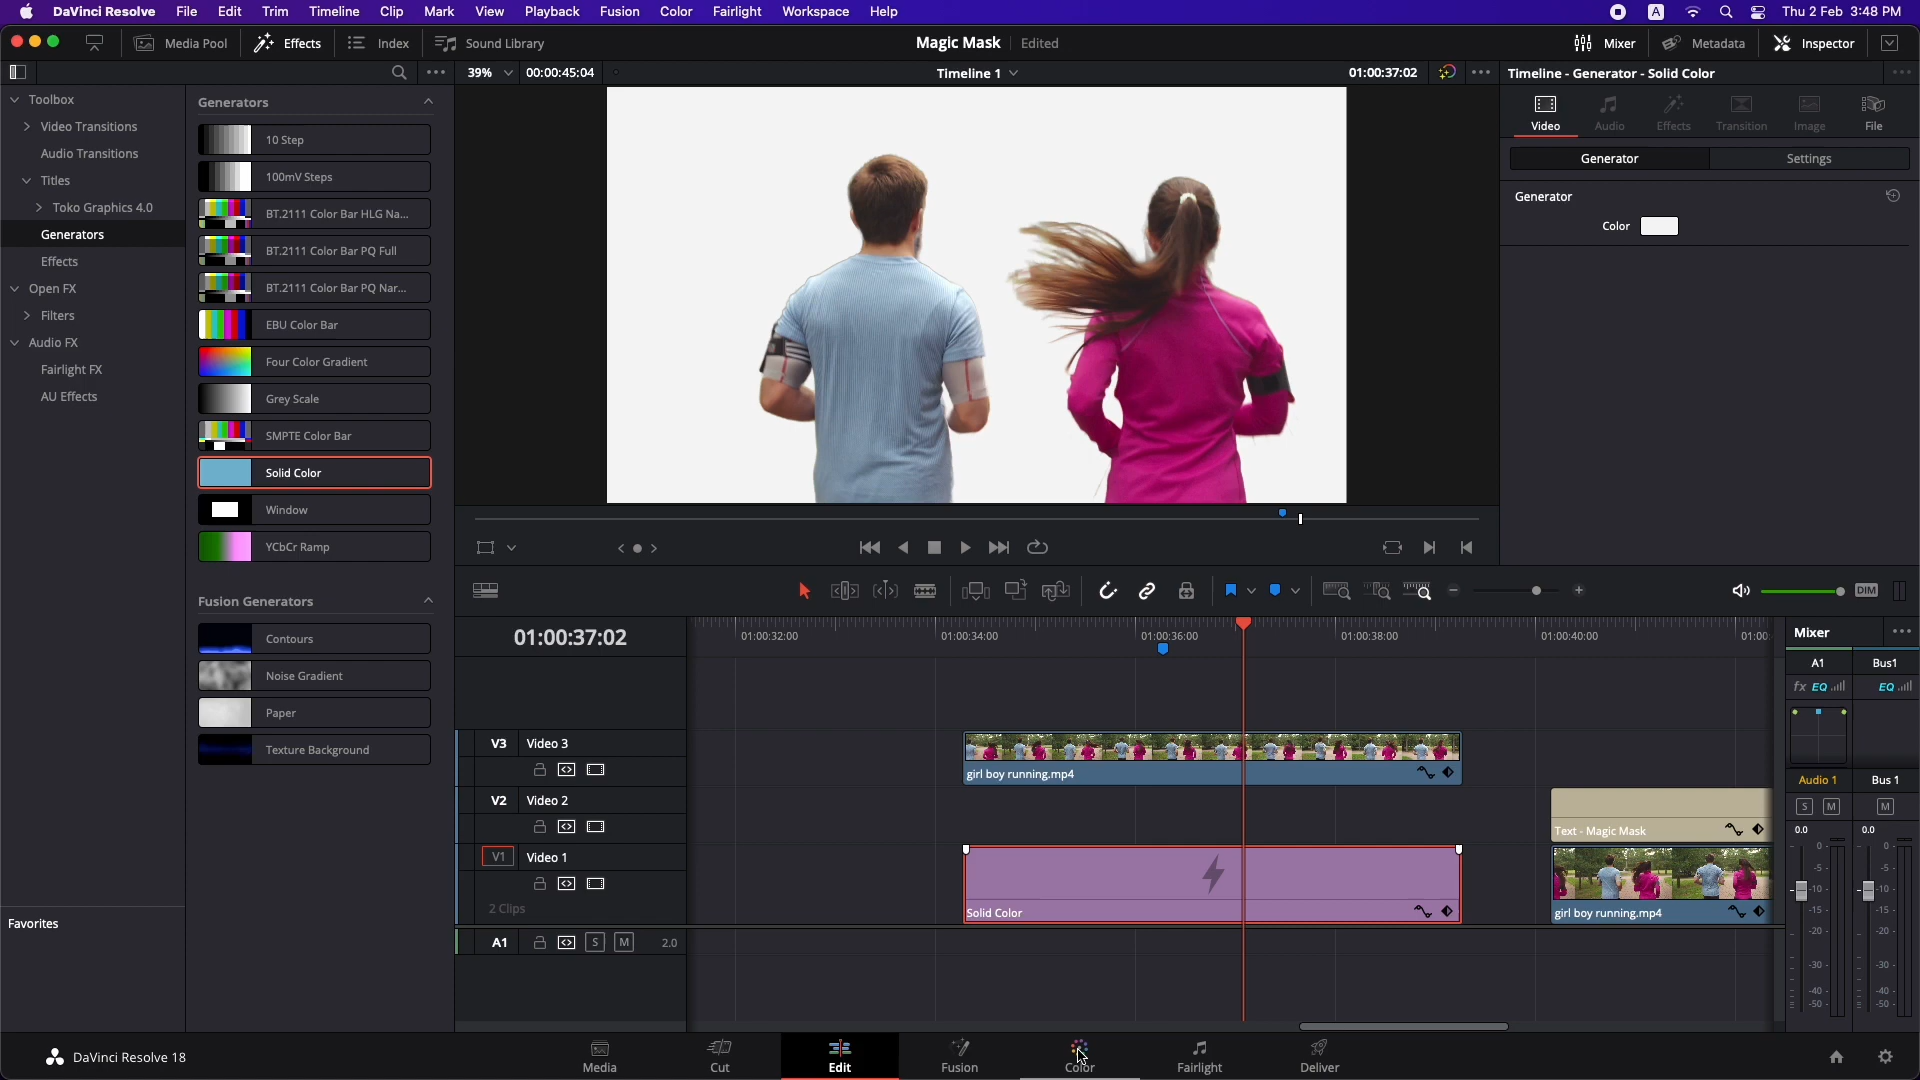 DaVinci Resolve File Edit Trim Timeline Clip Mark View Playback Fusion Color Fairlight Workspace Help A Thu 2 Feb 3:48 PM
Media Pool Effects Index Sound Library Magic Mask Edited Mixer Metadata Inspector
39% 00:00:45:04 Timeline 1 01:00:37:02 Timeline - Generator - Solid Color
Toolbox
Video Transitions
Audio Transitions
Titles
Toko Graphics 4.0
Generators
Effects
Open FX
Filters
Audio FX
Fairlight FX
AU Effects
Favorites
Generators
10 Step
100mV Steps
BT.2111 Color Bar HLG Na...
BT.2111 Color Bar PQ Full
BT.2111 Color Bar PQ Nar...
EBU Color Bar
Four Color Gradient
Grey Scale
SMPTE Color Bar
Solid Color
Window
YCbCr Ramp
Fusion Generators
Contours
Noise Gradient
Paper
Texture Background
Video Audio Effects Transition Image File
Generator Settings
Generator
Color
DIM
01:00:37:02
01:00:32:00 01:00:34:00 01:00:36:00 01:00:38:00 01:00:40:00 01:00
V3 Video 3
girl boy running.mp4
V2 Video 2
Text - Magic Mask
V1 Video 1
2 Clips
Solid Color
girl boy running.mp4
A1 S M 2.0
Mixer
A1 Bus1
fx EQ EQ
Audio 1 Bus 1
S M M
0.0 0.0
0- 0-
-5- -5-
-10- -10-
-15- -15-
-20- -20-
-30- -30-
-40- -40-
-50- -50-
DaVinci Resolve 18 Media Cut Edit Fusion Color Fairlight Deliver